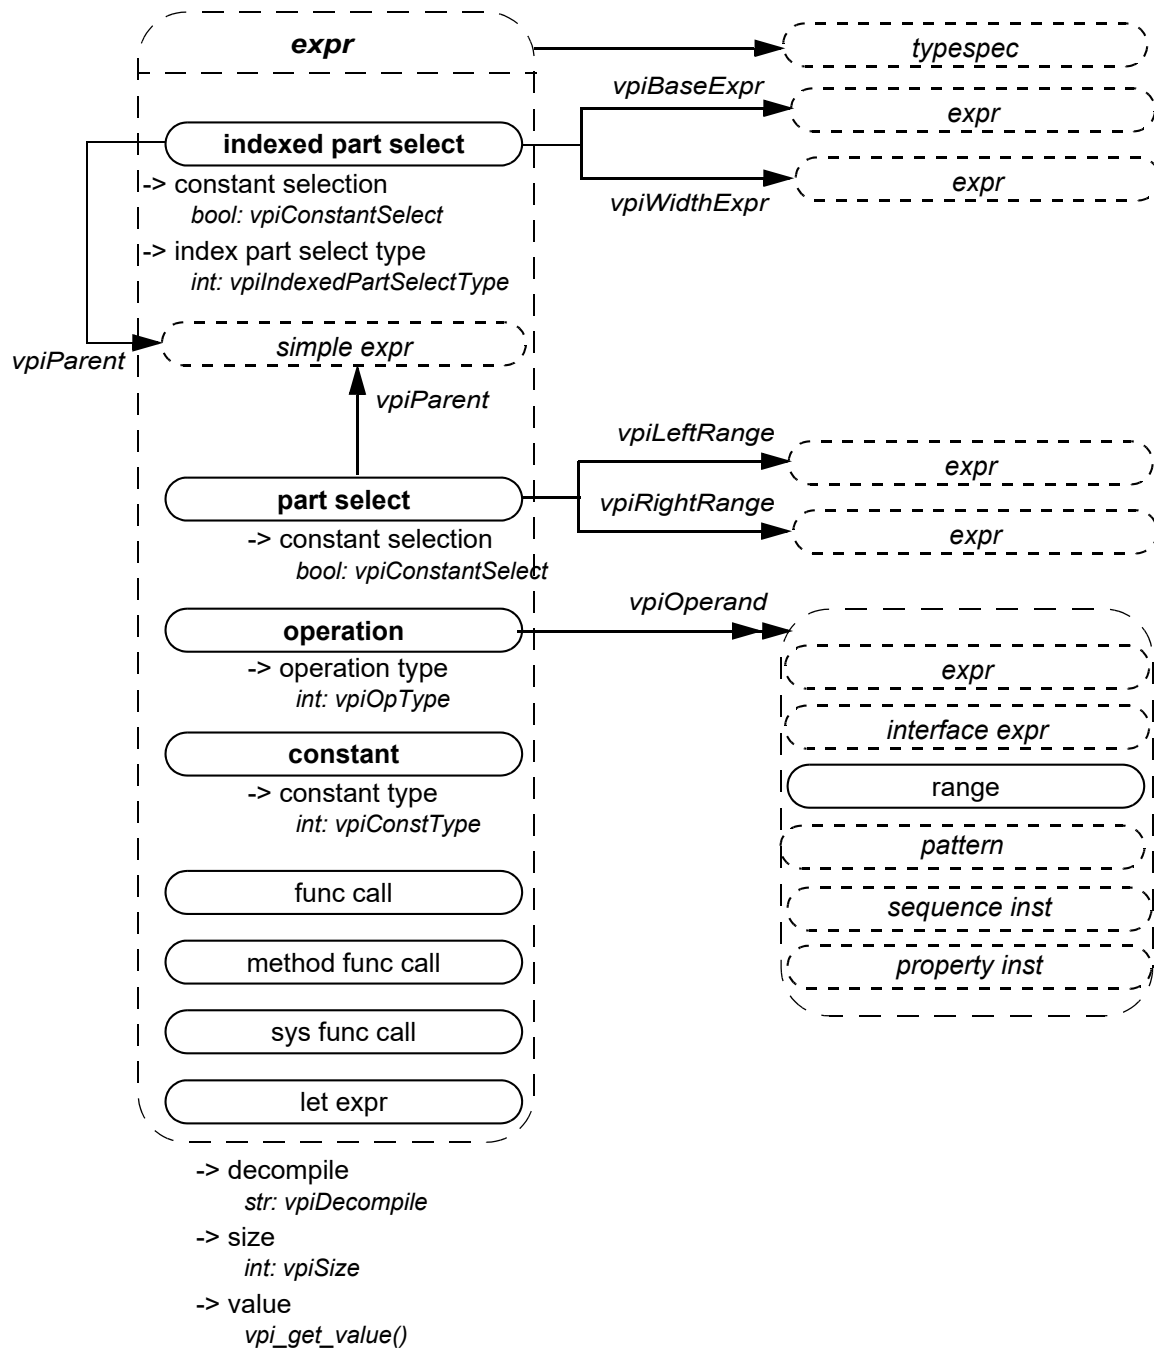 expr
typespec
vpiBaseExpr
expr
indexed part select
expr
vpiWidthExpr
-> constant selection
bool: vpiConstantSelect
-> index part select type
int: vpiIndexedPartSelectType
simple expr
vpiParent
vpiParent
vpiLeftRange
expr
part select
vpiRightRange
expr
-> constant selection
bool: vpiConstantSelect
vpiOperand
operation
-> operation type
int: vpiOpType
expr
interface expr
constant
-> constant type
int: vpiConstType
range
pattern
func call
sequence inst
method func call
property inst
sys func call
let expr
-> decompile
str: vpiDecompile
-> size
int: vpiSize
-> value
vpi_get_value()